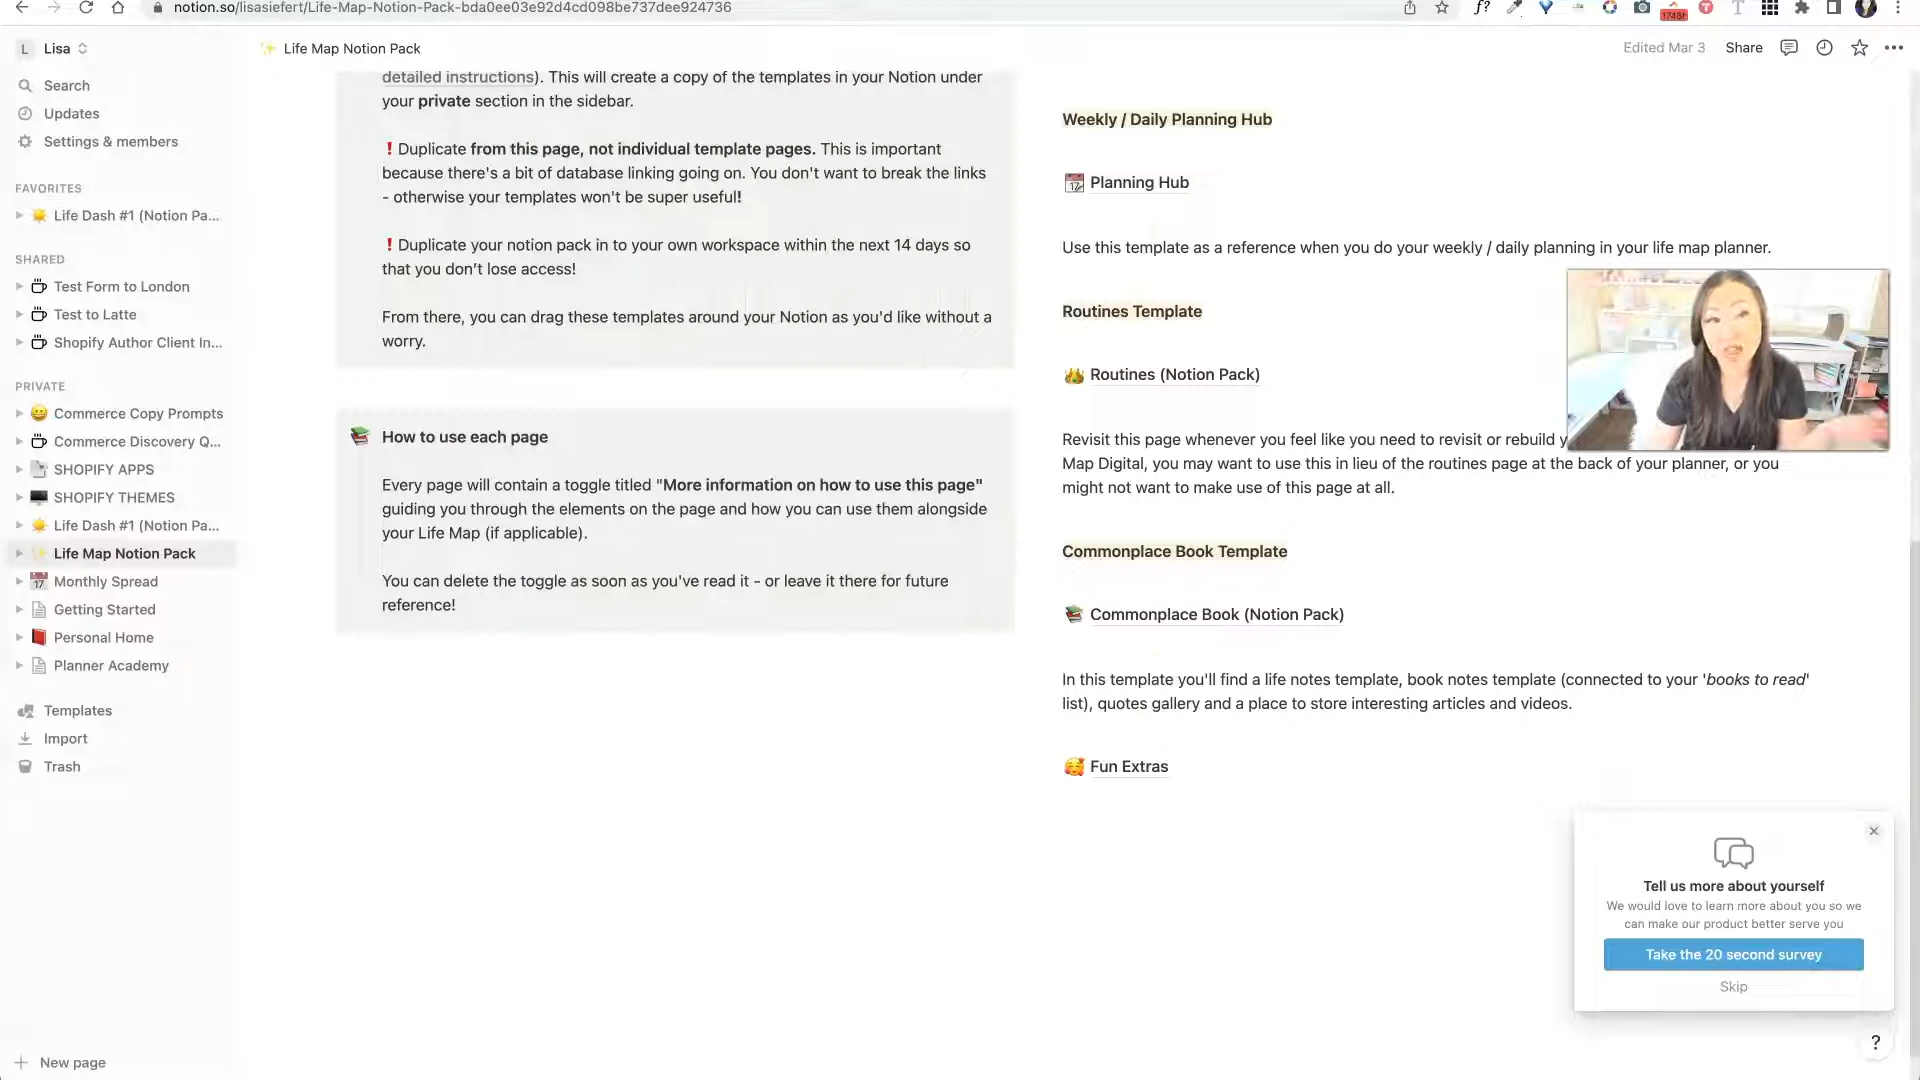 notion.so/lisasiefert/Life-Map-Notion-Pack-bda0ee03e92d4cd098be737dee924736
f?
1748
T
T
L
Lisa
Life Map Notion Pack
Edited Mar 3
Share
Search
Updates
Settings & members
FAVORITES
Life Dash #1 (Notion Pa...
SHARED
Test Form to London
Test to Latte
Shopify Author Client In...
PRIVATE
Commerce Copy Prompts
Commerce Discovery Q...
SHOPIFY APPS
SHOPIFY THEMES
Life Dash #1 (Notion Pa...
Life Map Notion Pack
Monthly Spread
Getting Started
Personal Home
Planner Academy
Templates
Import
Trash
New page
detailed instructions). This will create a copy of the templates in your Notion under
your private section in the sidebar.
❗Duplicate from this page, not individual template pages. This is important
because there's a bit of database linking going on. You don't want to break the links
- otherwise your templates won't be super useful!
❗Duplicate your notion pack in to your own workspace within the next 14 days so
that you don't lose access!
From there, you can drag these templates around your Notion as you'd like without a
worry.
How to use each page
Every page will contain a toggle titled "More information on how to use this page"
guiding you through the elements on the page and how you can use them alongside
your Life Map (if applicable).
You can delete the toggle as soon as you've read it - or leave it there for future
reference!
Weekly / Daily Planning Hub
Planning Hub
Use this template as a reference when you do your weekly / daily planning in your life map planner.
Routines Template
Routines (Notion Pack)
Revisit this page whenever you feel like you need to revisit or rebuild y
Map Digital, you may want to use this in lieu of the routines page at the back of your planner, or you
might not want to make use of this page at all.
Commonplace Book Template
Commonplace Book (Notion Pack)
In this template you'll find a life notes template, book notes template (connected to your 'books to read'
list), quotes gallery and a place to store interesting articles and videos.
Fun Extras
Tell us more about yourself
We would love to learn more about you so we
can make our product better serve you
Take the 20 second survey
Skip
?